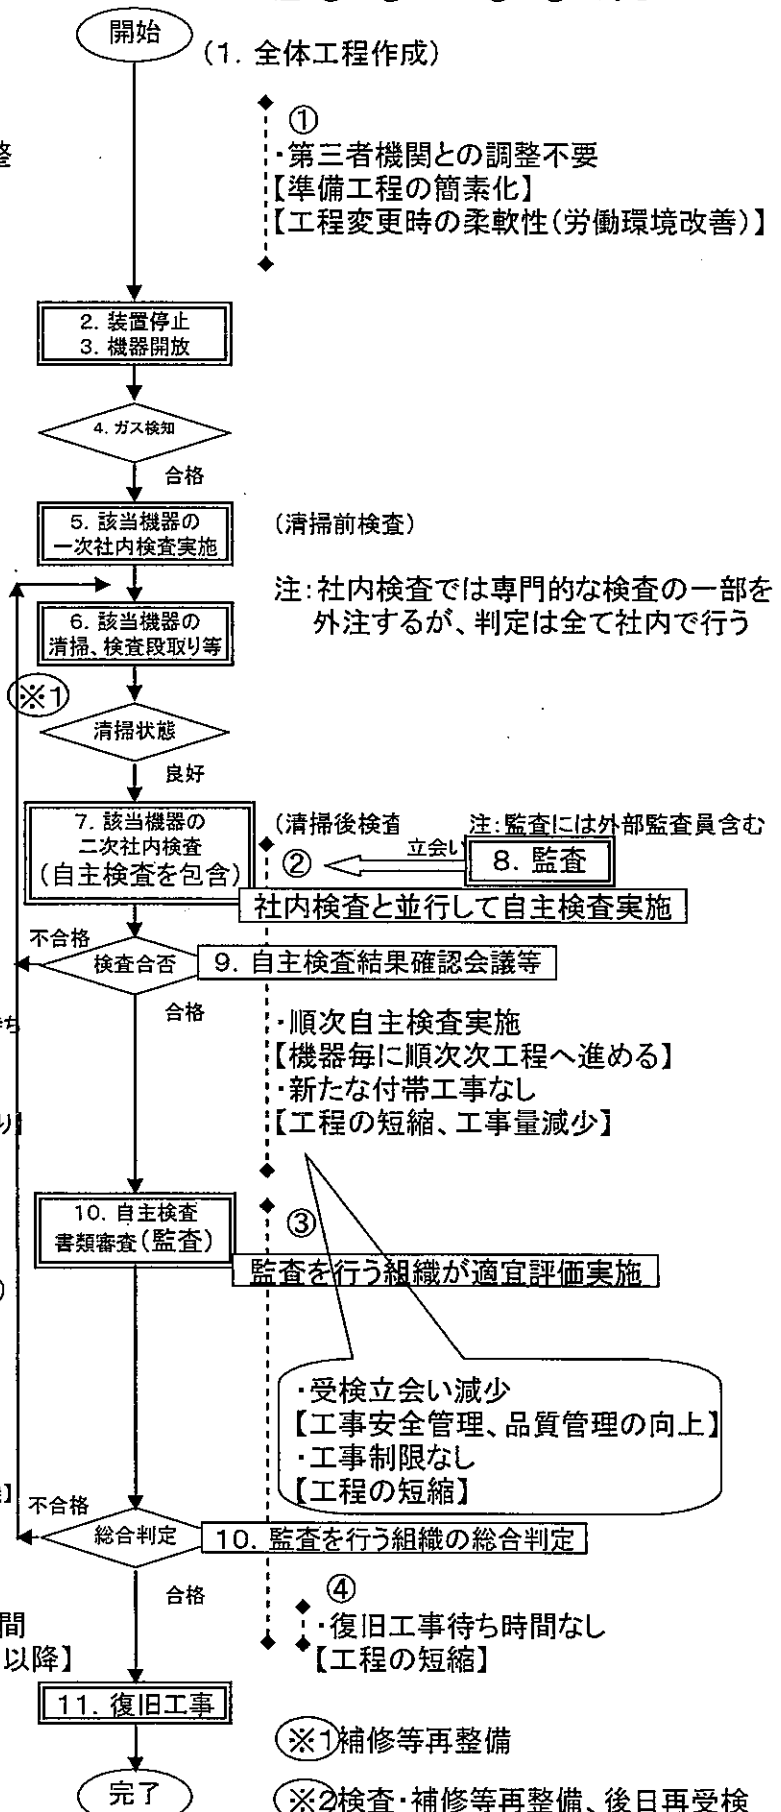 開始
(1. 全体工程作成)
①
・第三者機関との調整不要
【準備工程の簡素化】
【工程変更時の柔軟性(労働環境改善)】
整
2. 装置停止
3. 機器開放
4. ガス検知
合格
5. 該当機器の
一次社内検査実施
(清掃前検査)
注:社内検査では専門的な検査の一部を
外注するが、判定は全て社内で行う
6. 該当機器の
清掃、検査段取り等
※1
清掃状態
良好
7. 該当機器の
二次社内検査
(自主検査を包含)
(清掃後検査
注:監査には外部監査員含む
②
立会い
8. 監査
社内検査と並行して自主検査実施
不合格
検査合否
9. 自主検査結果確認会議等
合格
・順次自主検査実施
【機器毎に順次次工程へ進める】
・新たな付帯工事なし
【工程の短縮、工事量減少】
10. 自主検査
書類審査(監査)
③
監査を行う組織が適宜評価実施
・受検立会い減少
【工事安全管理、品質管理の向上】
・工事制限なし
【工程の短縮】
不合格
総合判定
10. 監査を行う組織の総合判定
合格
④
・復旧工事待ち時間なし
【工程の短縮】
間
以降】
11. 復旧工事
※1補修等再整備
完了
※2検査・補修等再整備、後日再受検